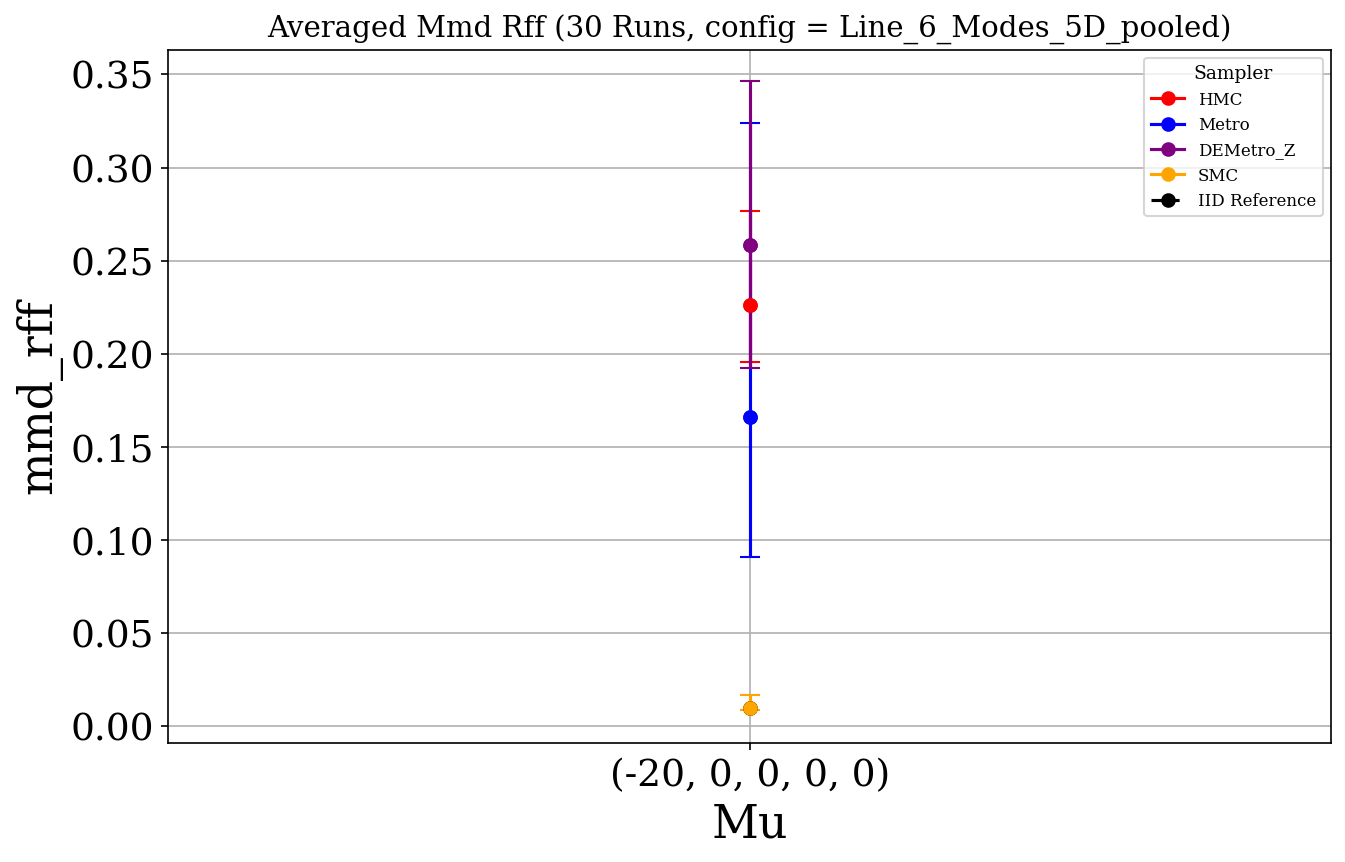 Averaged Mmd Rff (30 Runs, config = Line_6_Modes_5D_pooled)
Sampler
HMC
Metro
DEMetro_Z
SMC
IID Reference
mmd_rff
0.35
0.30
0.25
0.20
0.15
0.10
0.05
0.00
(-20, 0, 0, 0, 0)
Mu